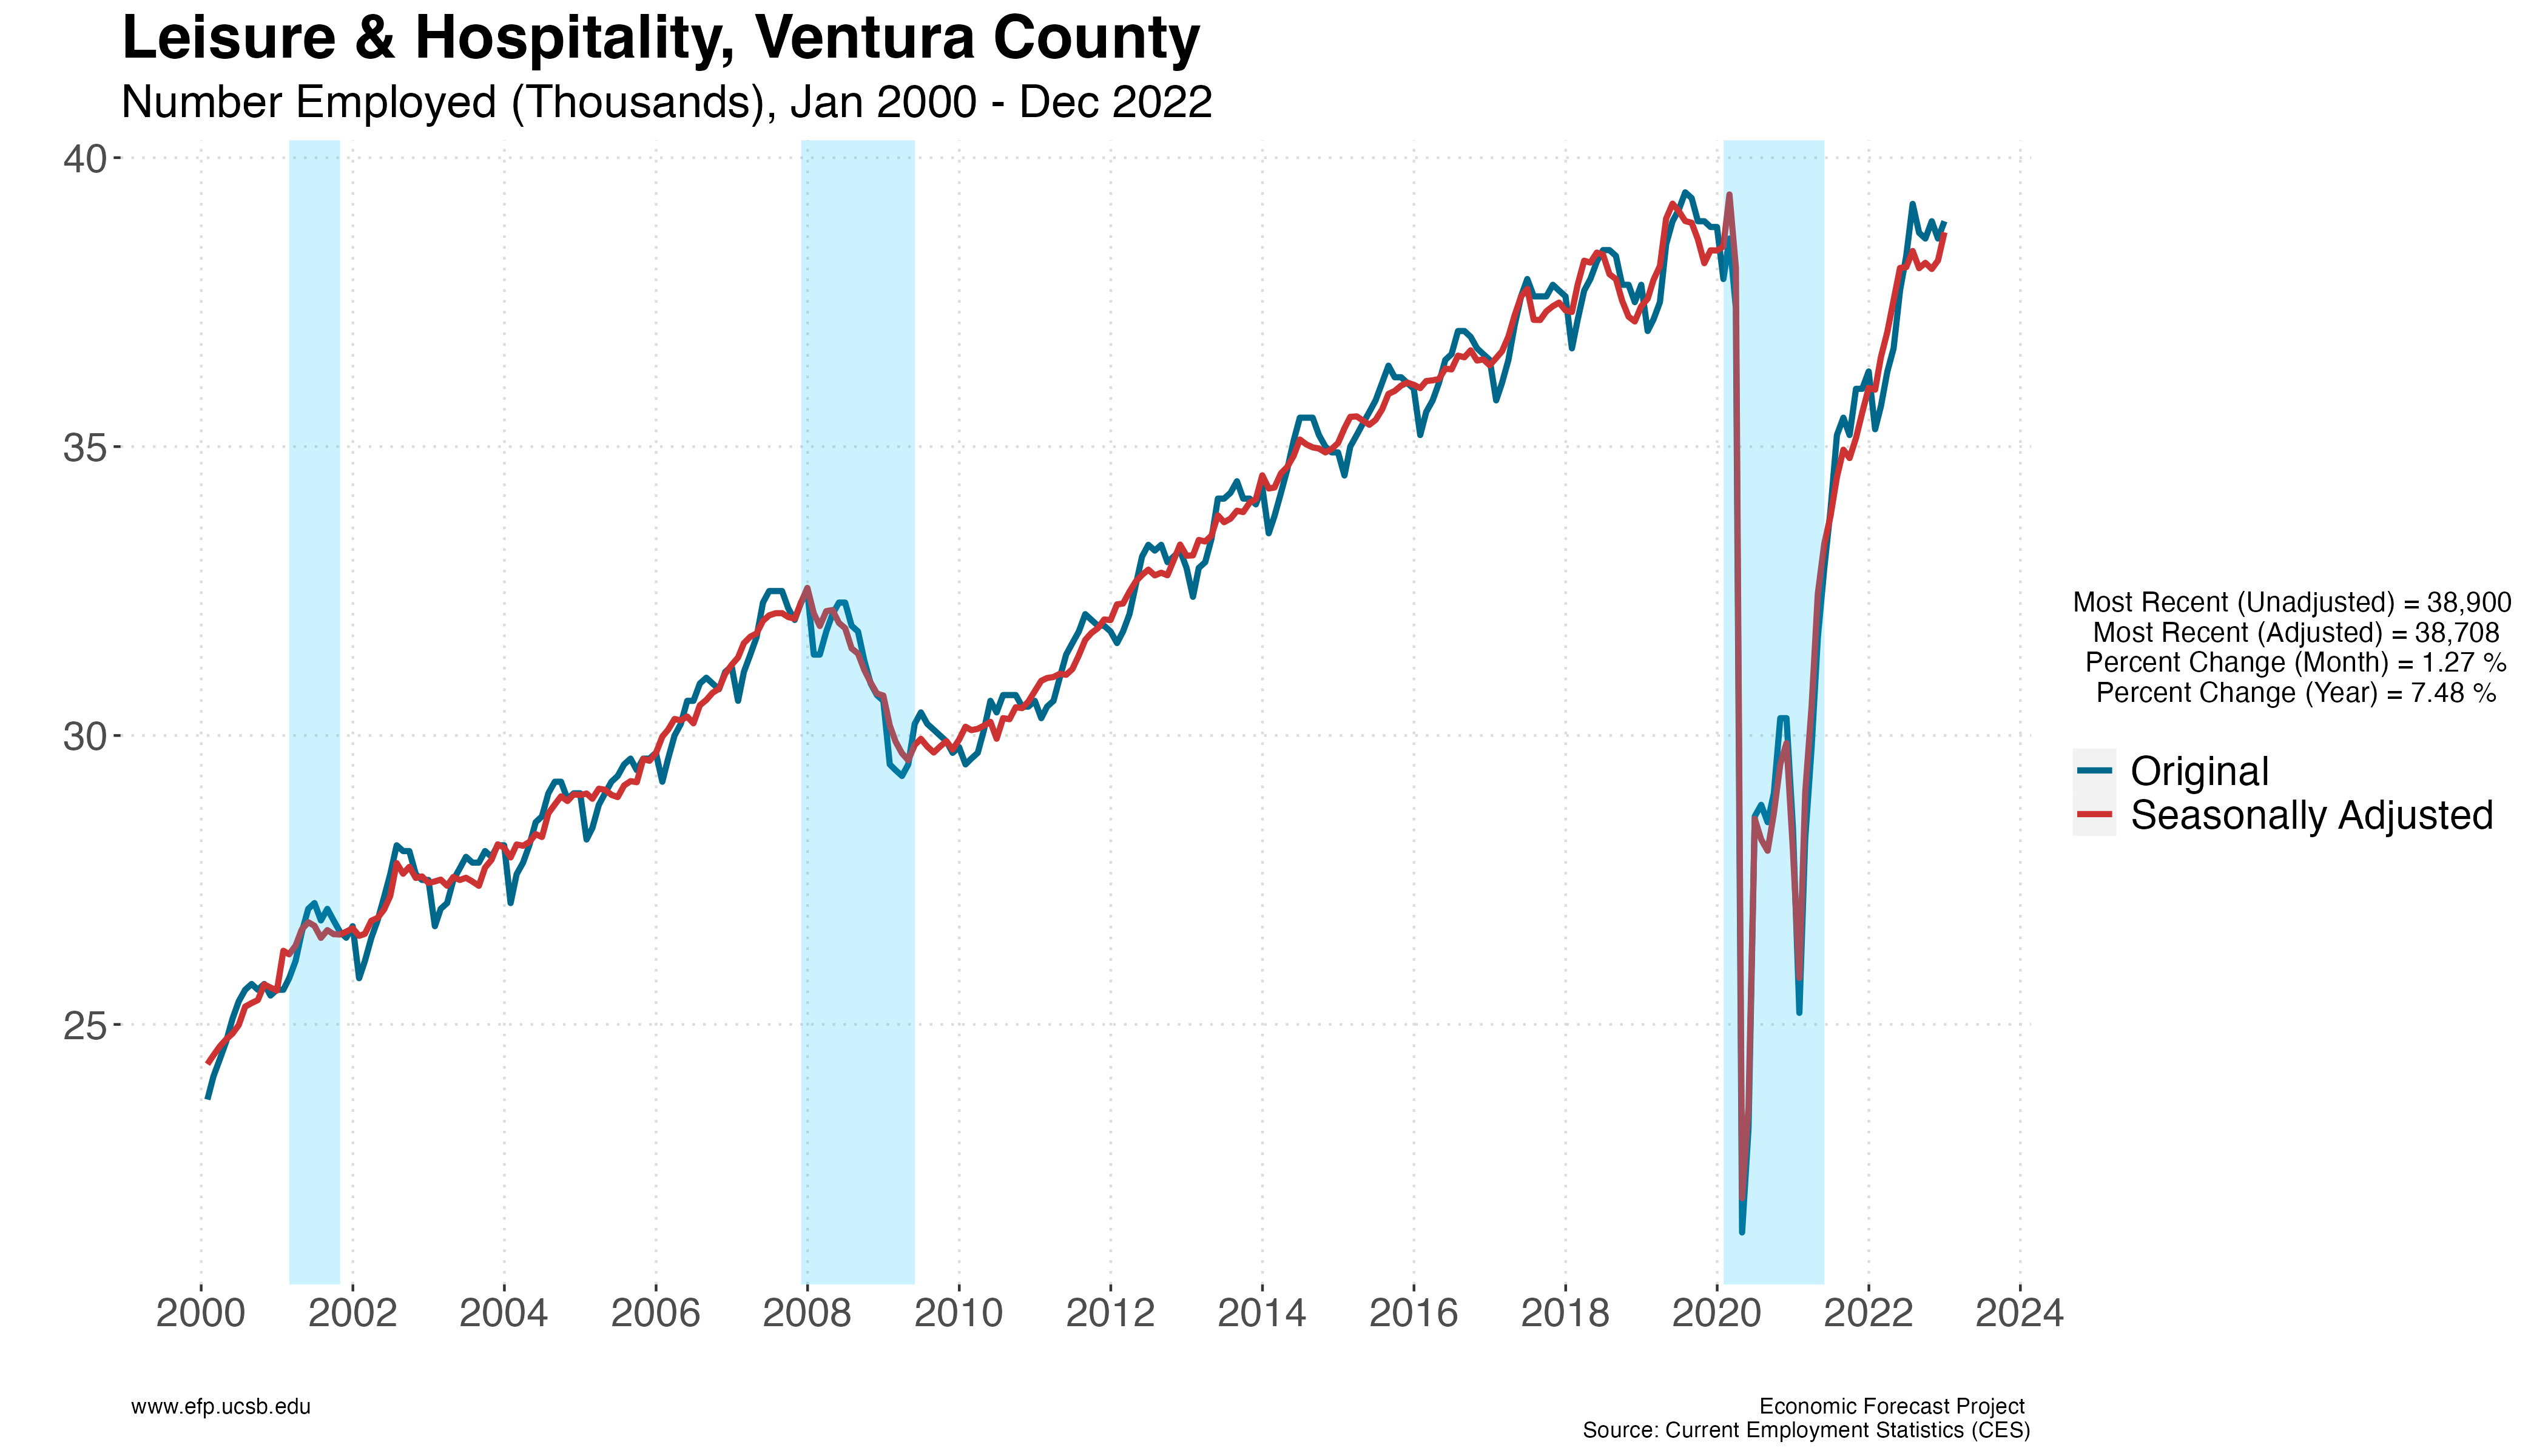 Leisure & Hospitality, Ventura County
Number Employed (Thousands), Jan 2000 - Dec 2022
40
35
30
25
2000 2002 2004 2006 2008 2010 2012 2014 2016 2018 2020 2022 2024
Most Recent (Unadjusted) = 38,900
Most Recent (Adjusted) = 38,708
Percent Change (Month) = 1.27 %
Percent Change (Year) = 7.48 %
Original
Seasonally Adjusted
www.efp.ucsb.edu
Economic Forecast Project
Source: Current Employment Statistics (CES)